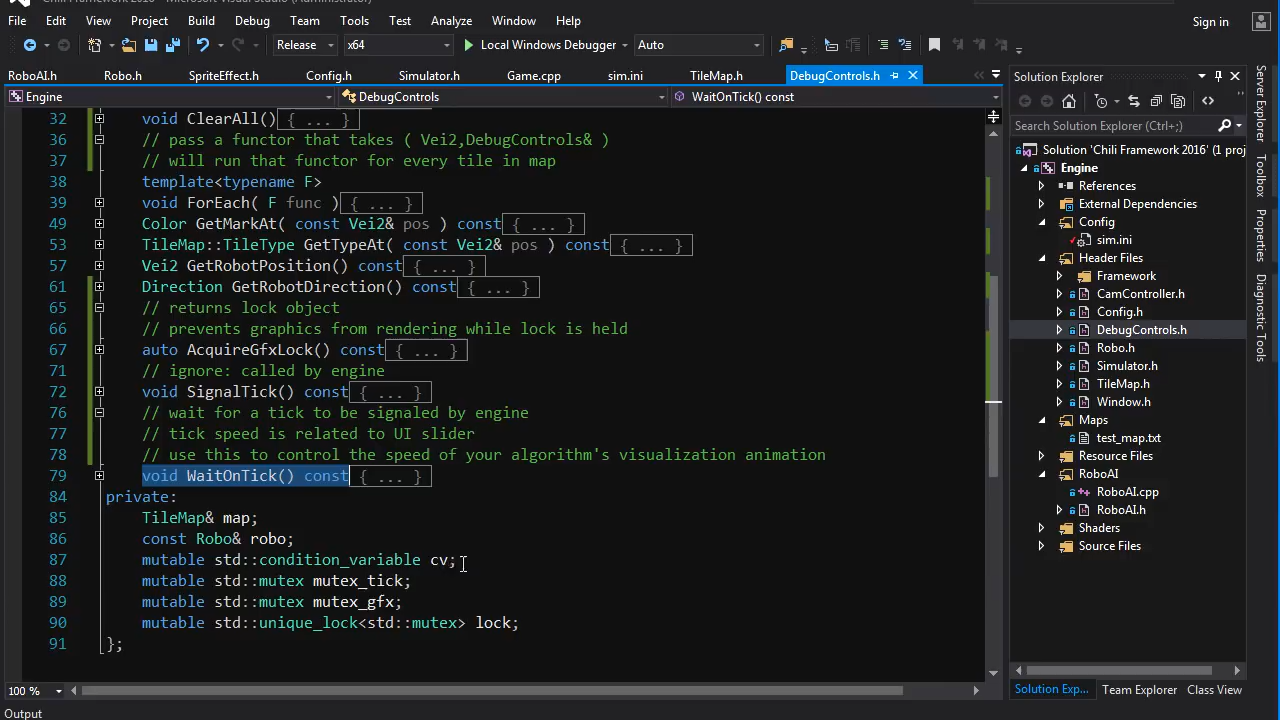 File Edit View Project Build Debug Team Tools Test Analyze Window Help Sign in
Release x64 Local Windows Debugger Auto
RoboAI.h Robo.h SpriteEffect.h Config.h Simulator.h Game.cpp sim.ini TileMap.h DebugControls.h
Engine DebugControls WaitOnTick() const
32 void ClearAll(){ ... }
36 // pass a functor that takes ( Vei2,DebugControls& )
37 // will run that functor for every tile in map
38 template<typename F>
39 void ForEach( F func ){ ... }
49 Color GetMarkAt( const Vei2& pos ) const{ ... }
53 TileMap::TileType GetTypeAt( const Vei2& pos ) const{ ... }
57 Vei2 GetRobotPosition() const{ ... }
61 Direction GetRobotDirection() const{ ... }
65 // returns lock object
66 // prevents graphics from rendering while lock is held
67 auto AcquireGfxLock() const{ ... }
71 // ignore: called by engine
72 void SignalTick() const{ ... }
76 // wait for a tick to be signaled by engine
77 // tick speed is related to UI slider
78 // use this to control the speed of your algorithm's visualization animation
79 void WaitOnTick() const{ ... }
84 private:
85 TileMap& map;
86 const Robo& robo;
87 mutable std::condition_variable cv;
88 mutable std::mutex mutex_tick;
89 mutable std::mutex mutex_gfx;
90 mutable std::unique_lock<std::mutex> lock;
91 };
100 %
Output
Solution Explorer
Search Solution Explorer (Ctrl+;)
Solution 'Chili Framework 2016' (1 proj
Engine
References
External Dependencies
Config
sim.ini
Header Files
Framework
CamController.h
Config.h
DebugControls.h
Robo.h
Simulator.h
TileMap.h
Window.h
Maps
test_map.txt
Resource Files
RoboAI
RoboAI.cpp
RoboAI.h
Shaders
Source Files
Solution Exp... Team Explorer Class View
SQL Server Object Explorer
Toolbox
Properties
Diagnostic Tools